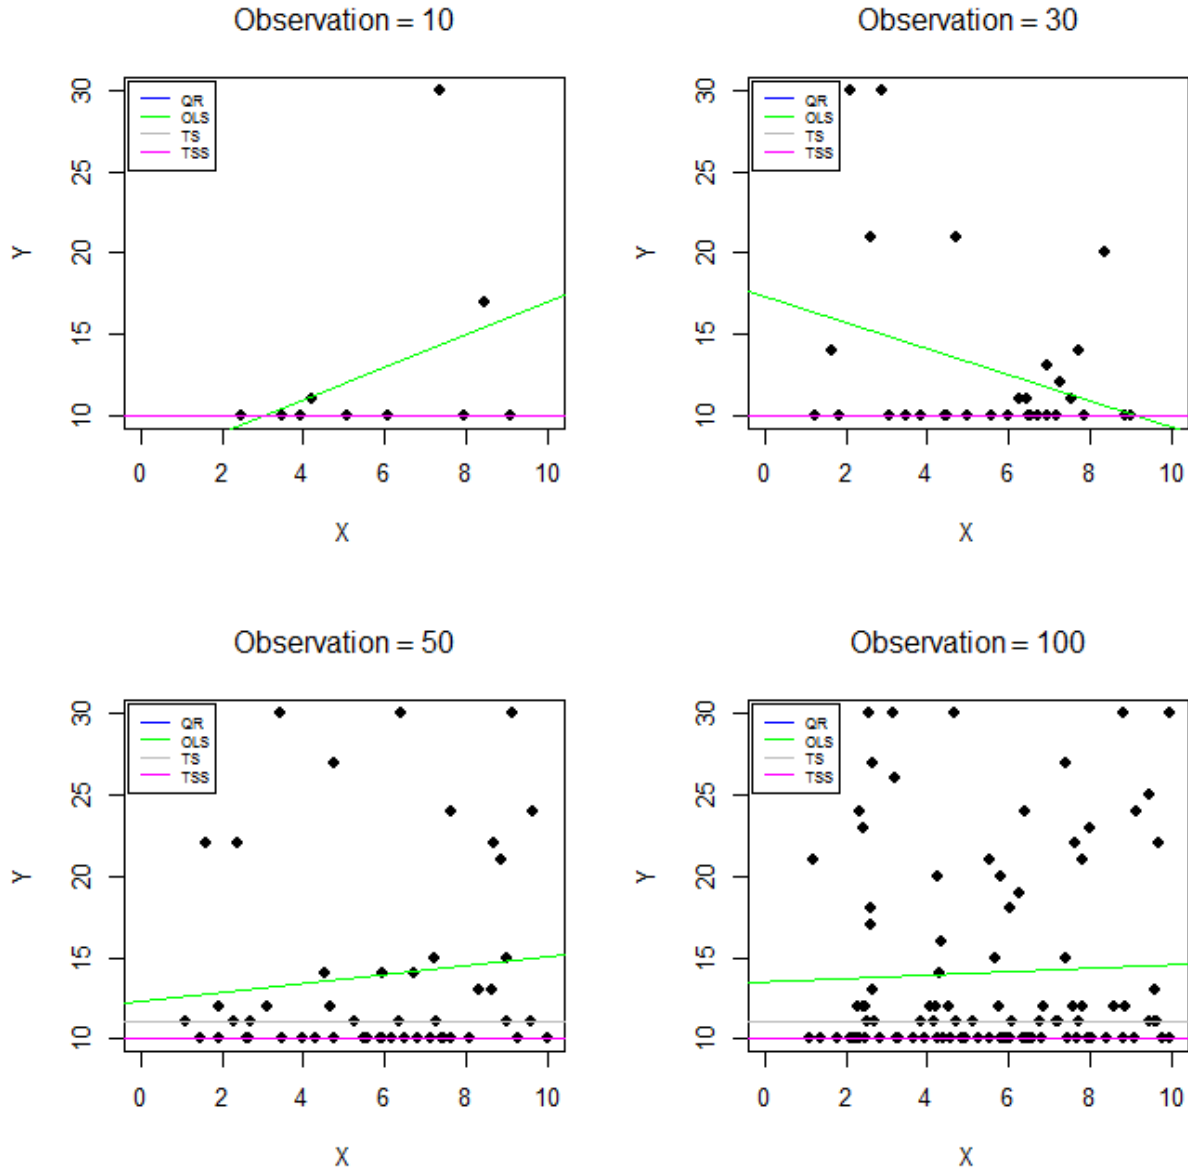 Observation = 10
30
25
20
15
10
Y
QR
OLS
TS
TSS
0 2 4 6 8 10
X
Observation = 30
30
25
20
15
10
Y
QR
OLS
TS
TSS
0 2 4 6 8 10
X
Observation = 50
30
25
20
15
10
Y
QR
OLS
TS
TSS
0 2 4 6 8 10
X
Observation = 100
30
25
20
15
10
Y
QR
OLS
TS
TSS
0 2 4 6 8 10
X